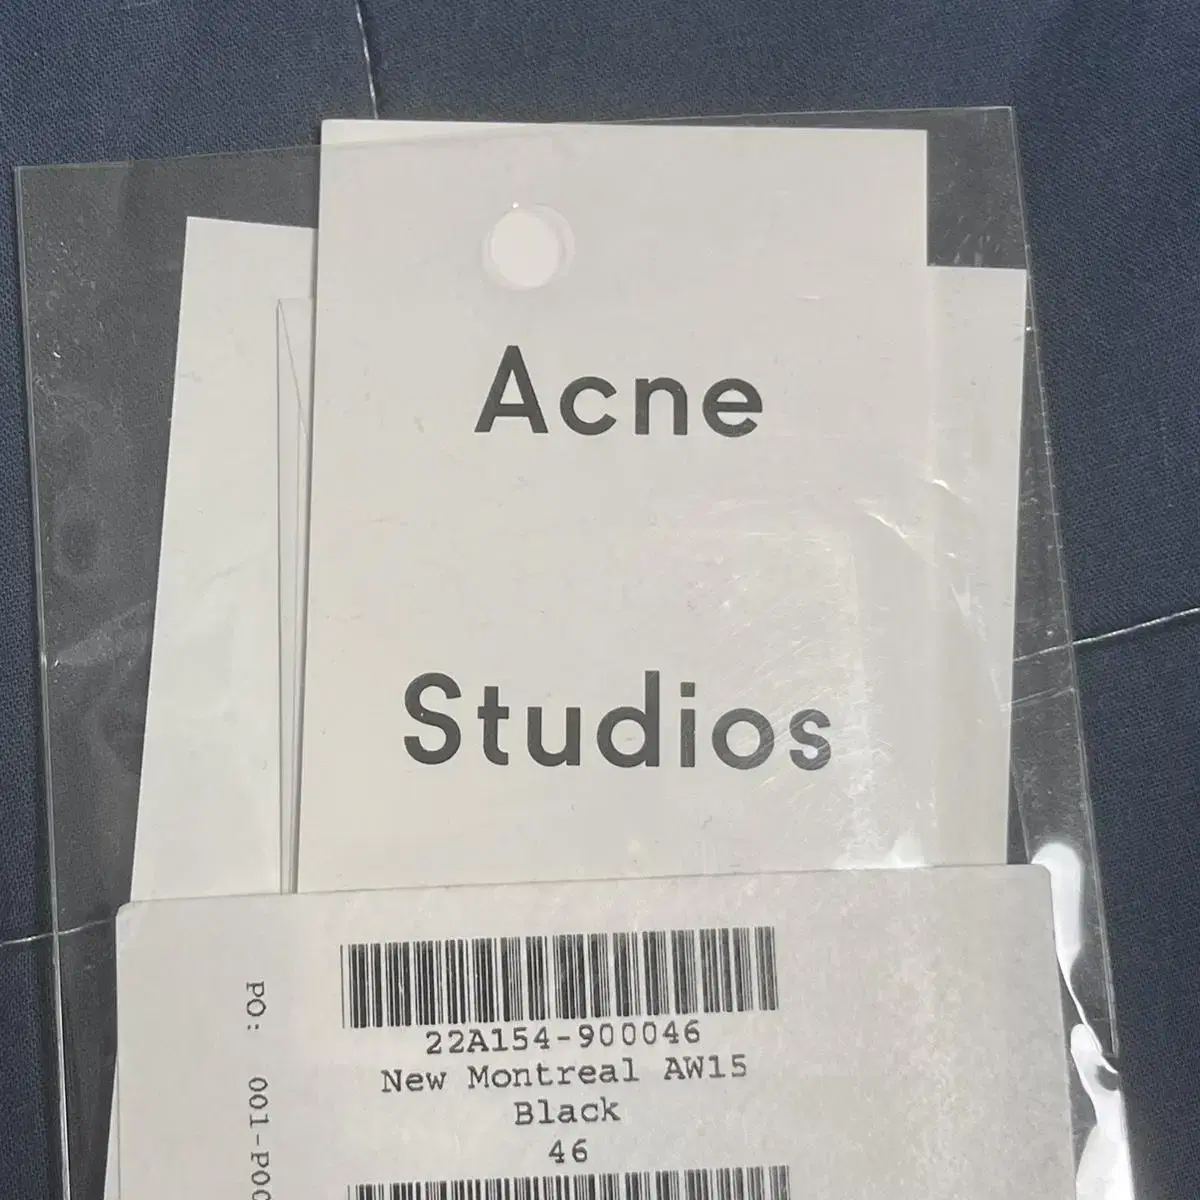 Acne
Studios
22A154-900046
New Montreal AW15
Black
46
PO: 001-P00